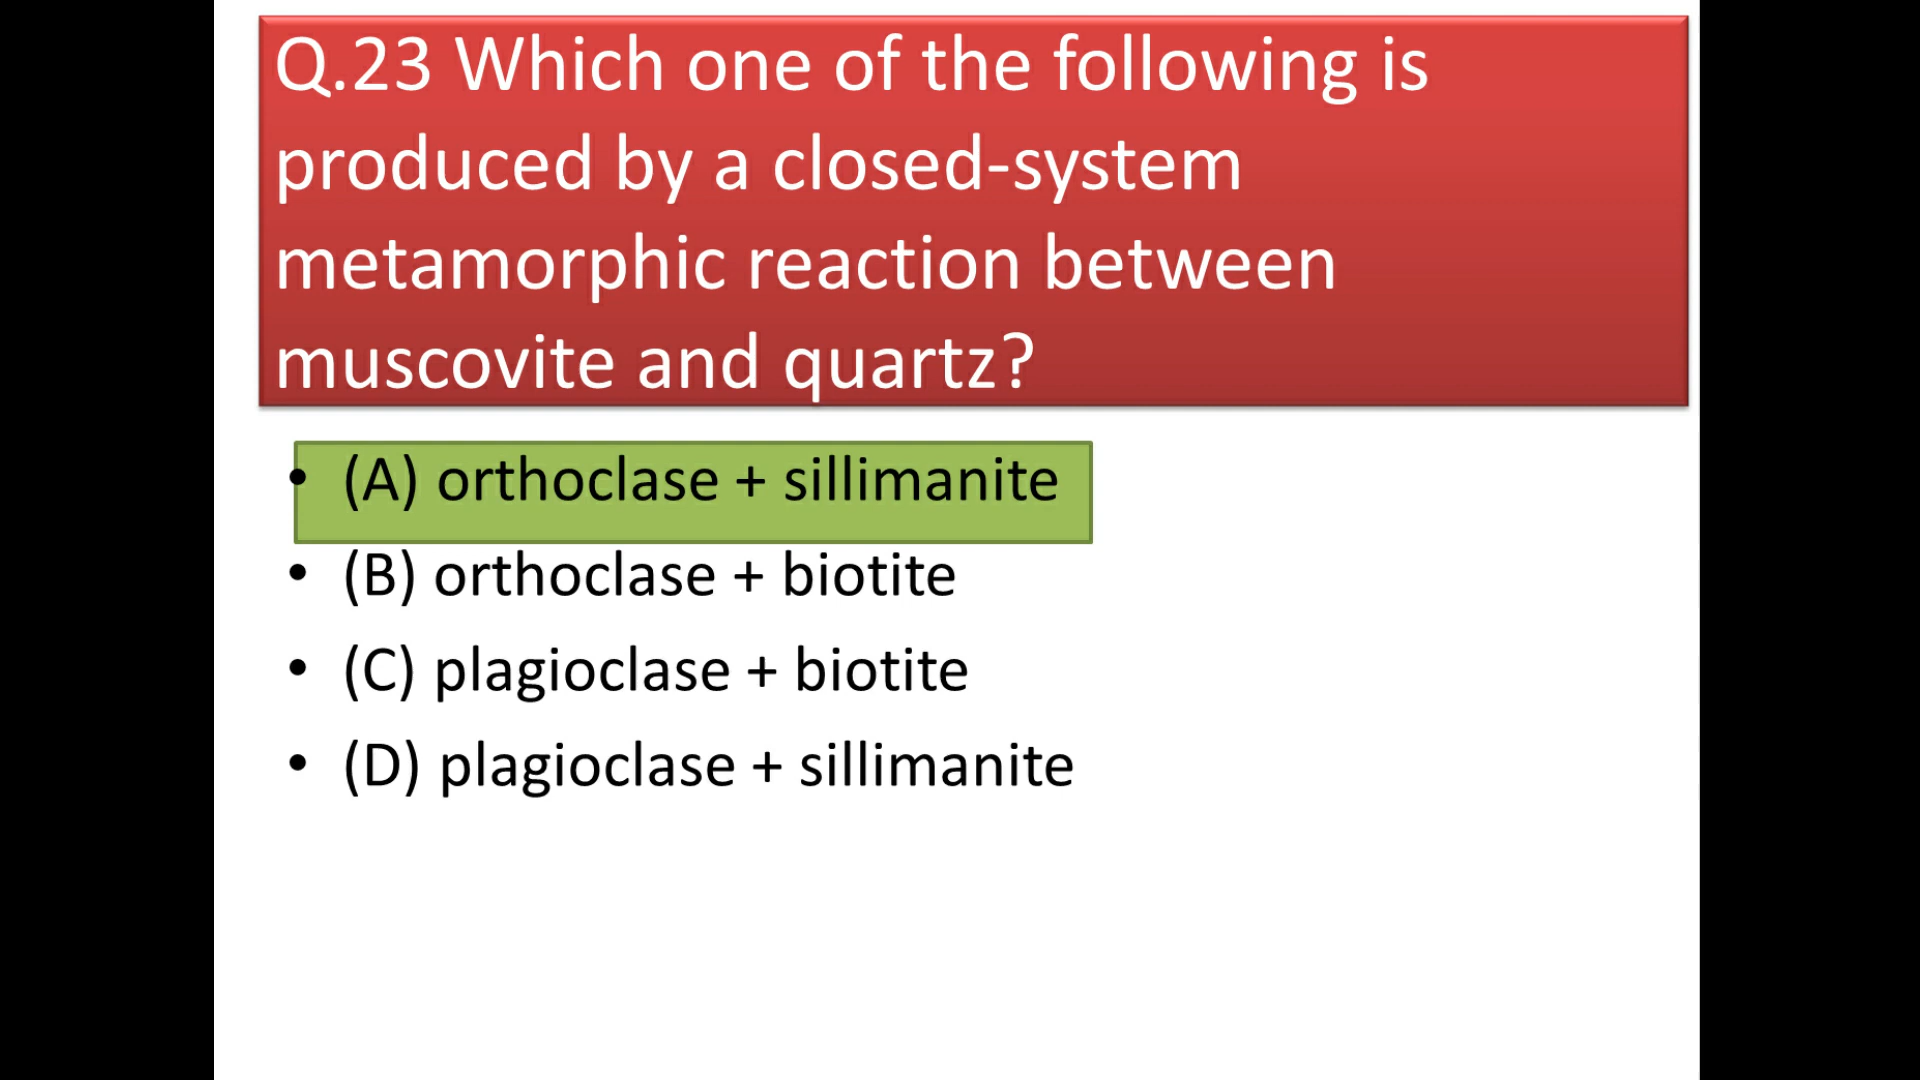 Q.23 Which one of the following is
produced by a closed-system
metamorphic reaction between
muscovite and quartz?
• (A) orthoclase + sillimanite
• (B) orthoclase + biotite
• (C) plagioclase + biotite
• (D) plagioclase + sillimanite